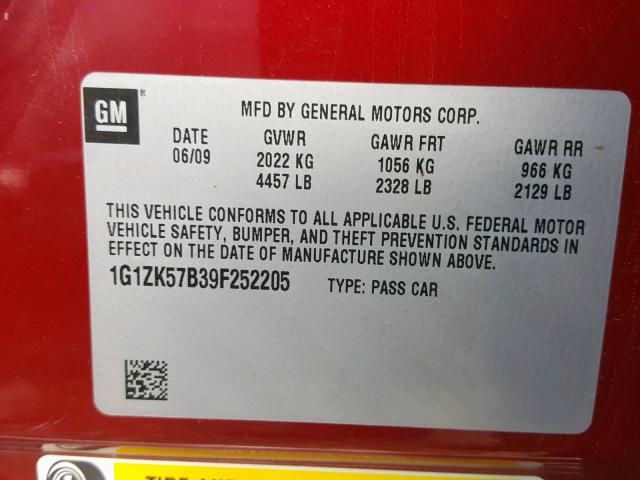 GM ®
MFD BY GENERAL MOTORS CORP.
DATE GVWR GAWR FRT GAWR RR
06/09 2022 KG 1056 KG 966 KG
4457 LB 2328 LB 2129 LB
THIS VEHICLE CONFORMS TO ALL APPLICABLE U.S. FEDERAL MOTOR
VEHICLE SAFETY, BUMPER, AND THEFT PREVENTION STANDARDS IN
EFFECT ON THE DATE OF MANUFACTURE SHOWN ABOVE.
1G1ZK57B39F252205 TYPE: PASS CAR
TIRE AND